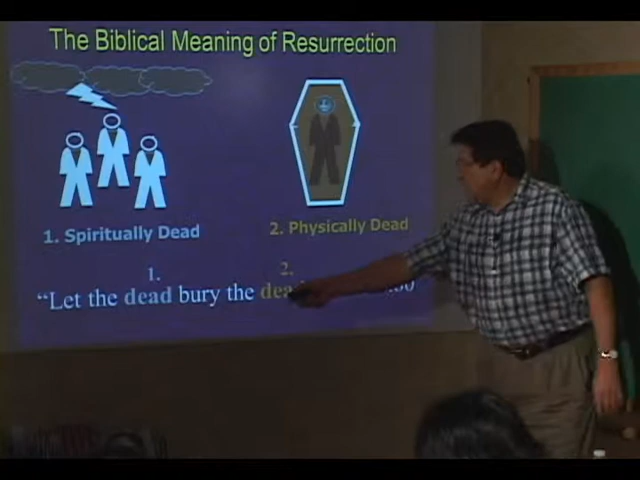 The Biblical Meaning of Resurrection
1. Spiritually Dead
2. Physically Dead
1.
2.
“Let the dead bury the